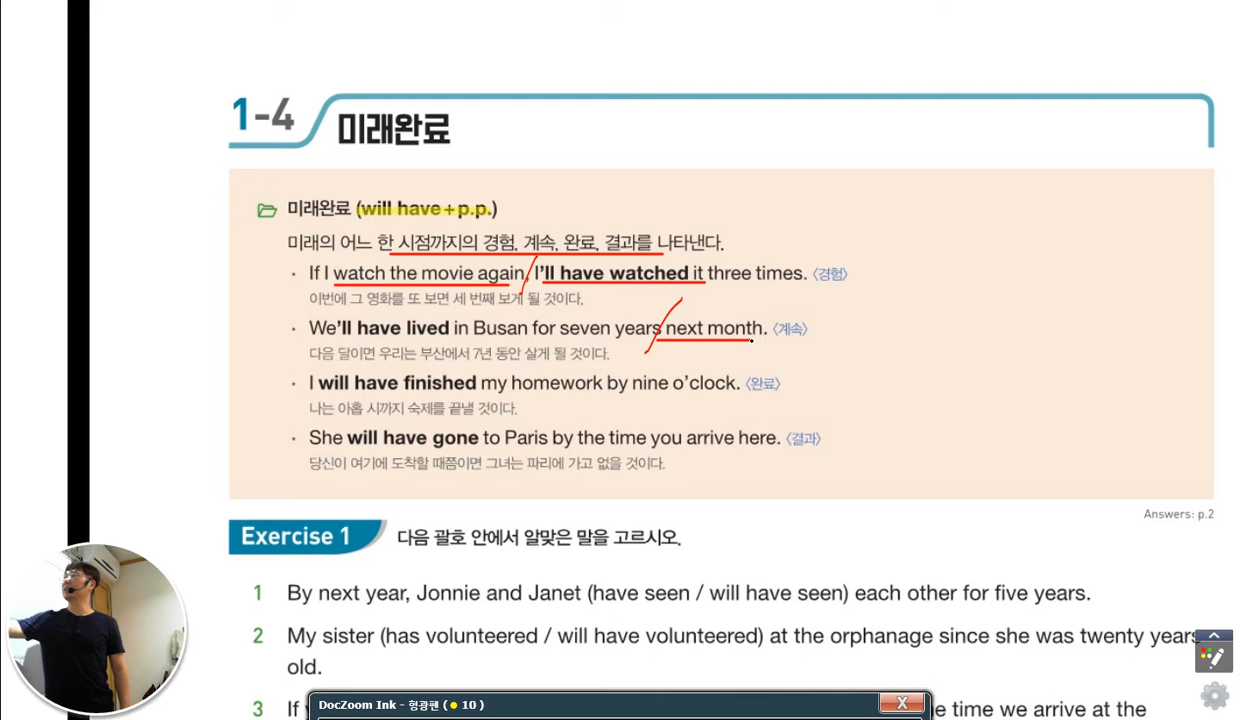 1-4 미래완료
미래완료 (will have+p.p.)
미래의 어느 한 시점까지의 경험, 계속, 완료, 결과를 나타낸다.
· If I watch the movie again, I'll have watched it three times. 〈경험〉
이번에 그 영화를 또 보면 세 번째 보게 될 것이다.
· We'll have lived in Busan for seven years next month. 〈계속〉
다음 달이면 우리는 부산에서 7년 동안 살게 될 것이다.
· I will have finished my homework by nine o'clock. 〈완료〉
나는 아홉 시까지 숙제를 끝낼 것이다.
· She will have gone to Paris by the time you arrive here. 〈결과〉
당신이 여기에 도착할 때쯤이면 그녀는 파리에 가고 없을 것이다.
Answers: p.2
Exercise 1 다음 괄호 안에서 알맞은 말을 고르시오.
1 By next year, Jonnie and Janet (have seen / will have seen) each other for five years.
2 My sister (has volunteered / will have volunteered) at the orphanage since she was twenty years
old.
3 If e time we arrive at the
DocZoom Ink - 형광펜 ( 10 )